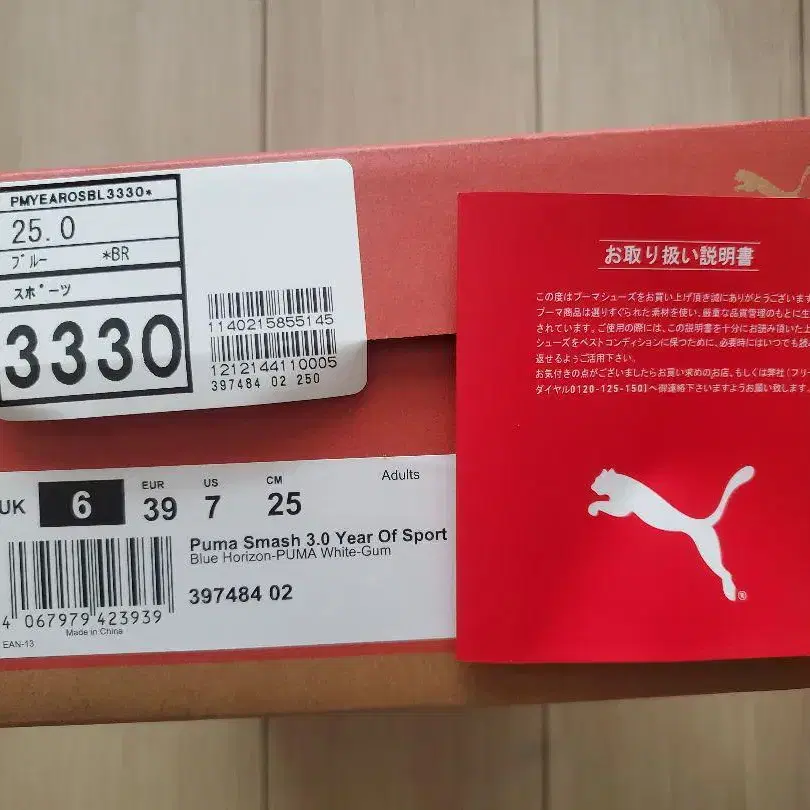 PMYEAROSBL3330*
25.0
ブルー *BR
スポーツ
3330
1140215855145
1212144110005
397484 02 250
Adults
UK 6 EUR 39 US 7 CM 25
Puma Smash 3.0 Year Of Sport
Blue Horizon-PUMA White-Gum
397484 02
4 067979 423939
Made in China
EAN-13
お取り扱い説明書
この度はプーマシューズをお買い上げ頂き誠にありがとうございます
プーマ商品は選りすぐられた素材を使い、厳重な品質管理のもとに生
されています。ご使用の際には、この説明書を十分にお読み頂いた上
シューズをベストコンディションに保つために、必要時にはいつでも読み
返せるようご活用下さい。
お気付きの点がございましたらお買い求めのお店、もしくは弊社(フリー
ダイヤル0120-125-150)へ御連絡下さいますようお願い致します。
®